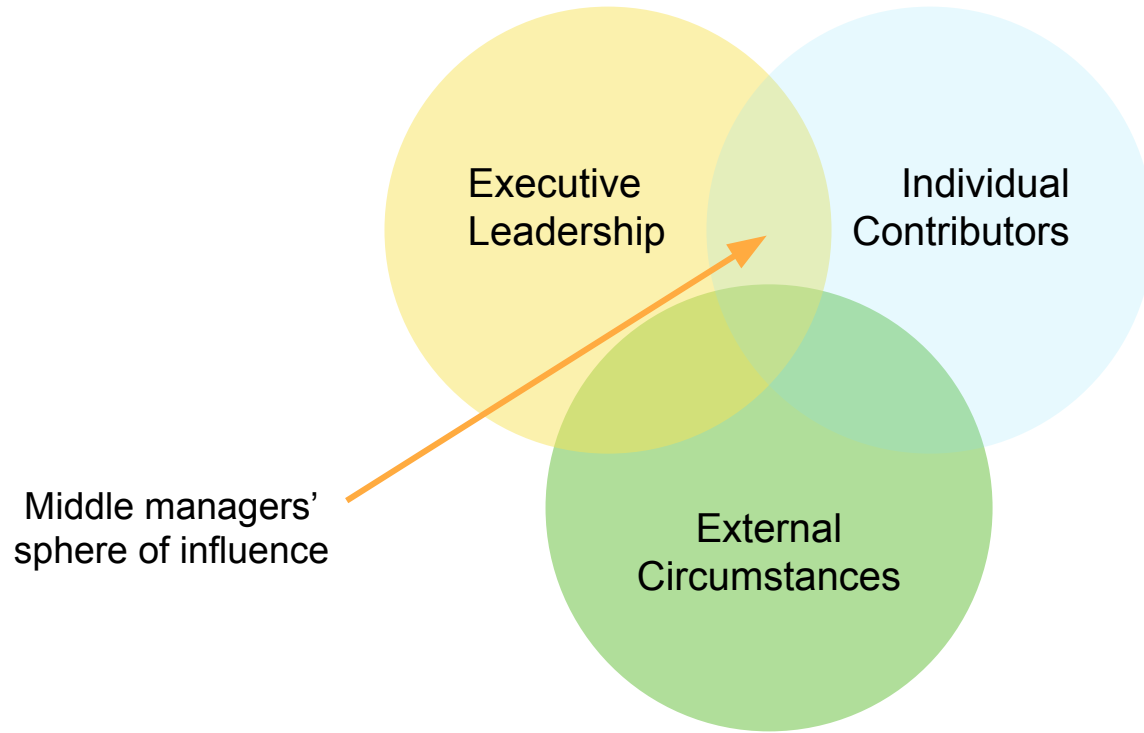 Executive
Leadership
Individual
Contributors
Middle managers’
sphere of influence
External
Circumstances